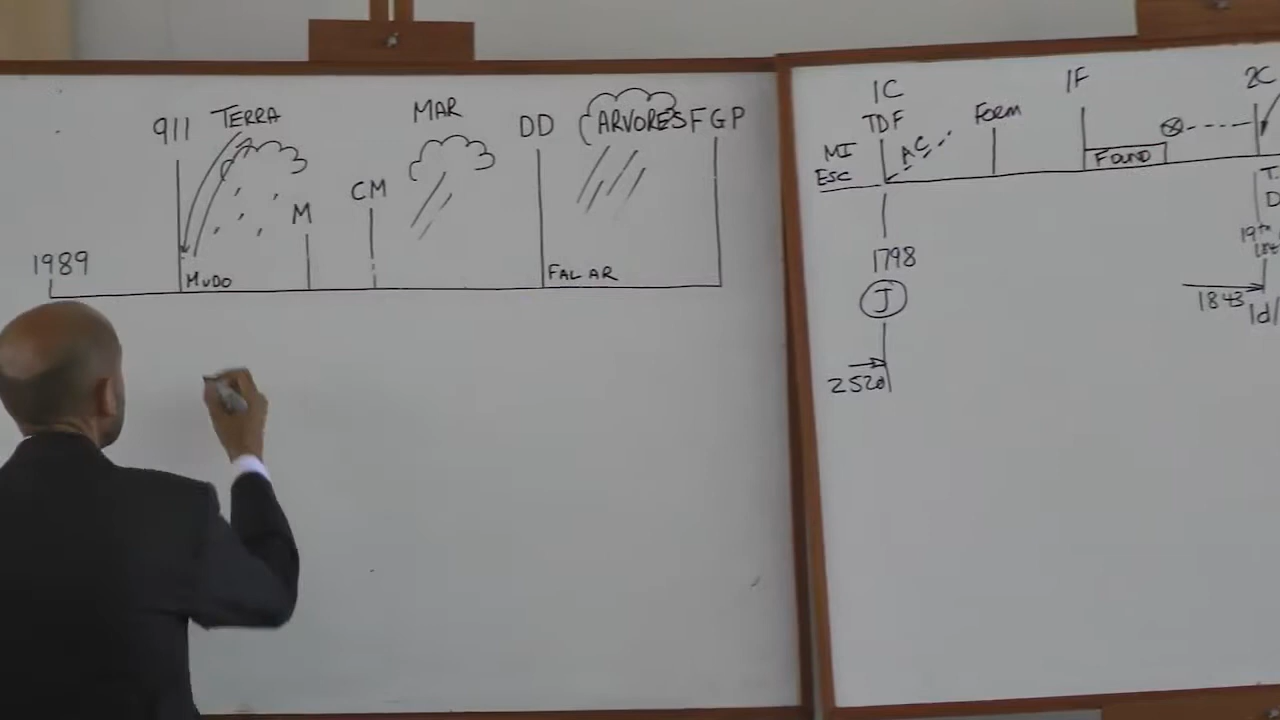 911 TERRA MAR DD ARVORES FGP
M CM
1989 MUDO FALAR
1C
TDF Form 1F 2C
MI AC
ESC FOUND
1798 19th
J
1843
2520